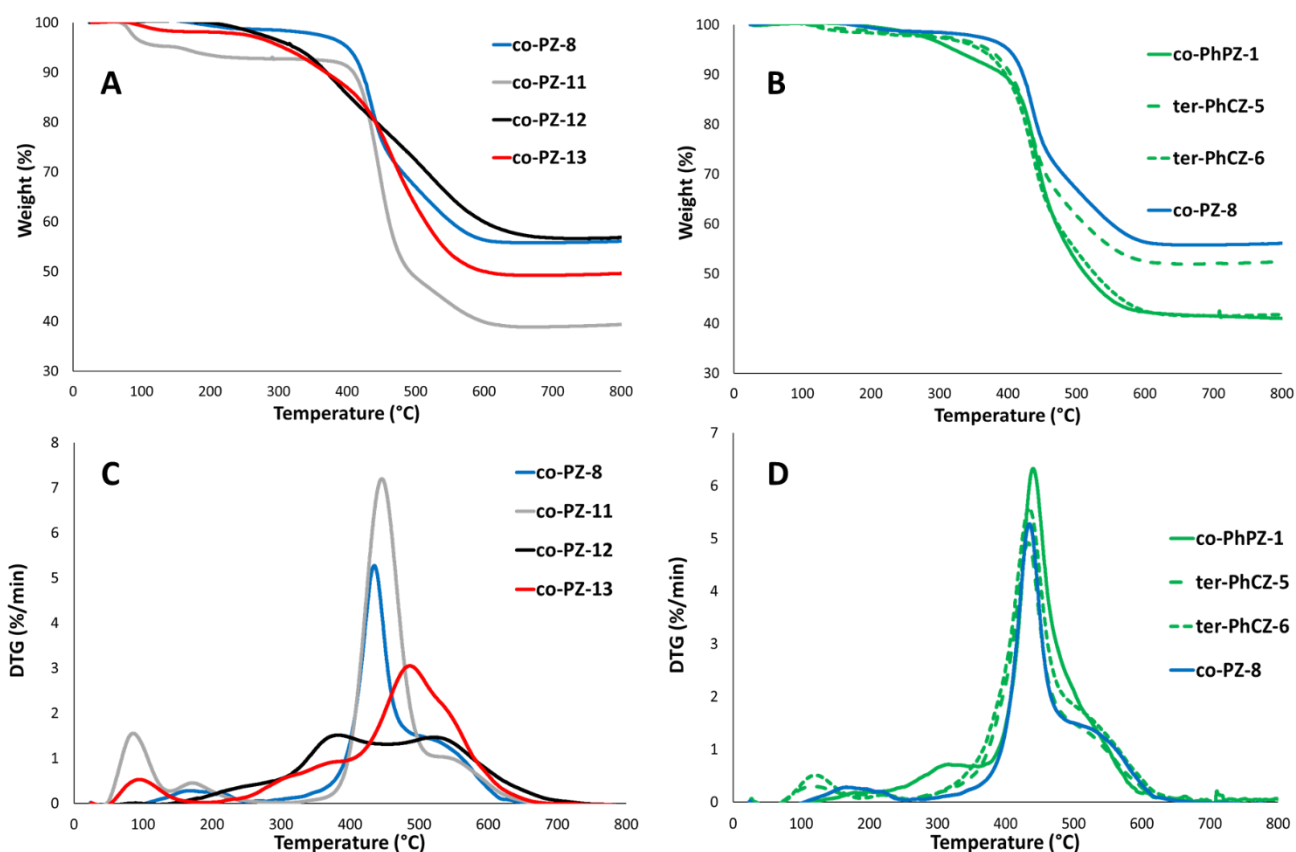 A
co-PZ-8
co-PZ-11
co-PZ-12
co-PZ-13
Weight (%)
100
90
80
70
60
50
40
30
0 100 200 300 400 500 600 700 800
Temperature (°C)
B
co-PhPZ-1
ter-PhCZ-5
ter-PhCZ-6
co-PZ-8
Weight (%)
100
90
80
70
60
50
40
30
0 100 200 300 400 500 600 700 800
Temperature (°C)
C
co-PZ-8
co-PZ-11
co-PZ-12
co-PZ-13
DTG (%/min)
8
7
6
5
4
3
2
1
0
0 100 200 300 400 500 600 700 800
Temperature (°C)
D
co-PhPZ-1
ter-PhCZ-5
ter-PhCZ-6
co-PZ-8
DTG (%/min)
7
6
5
4
3
2
1
0
0 100 200 300 400 500 600 700 800
Temperature (°C)